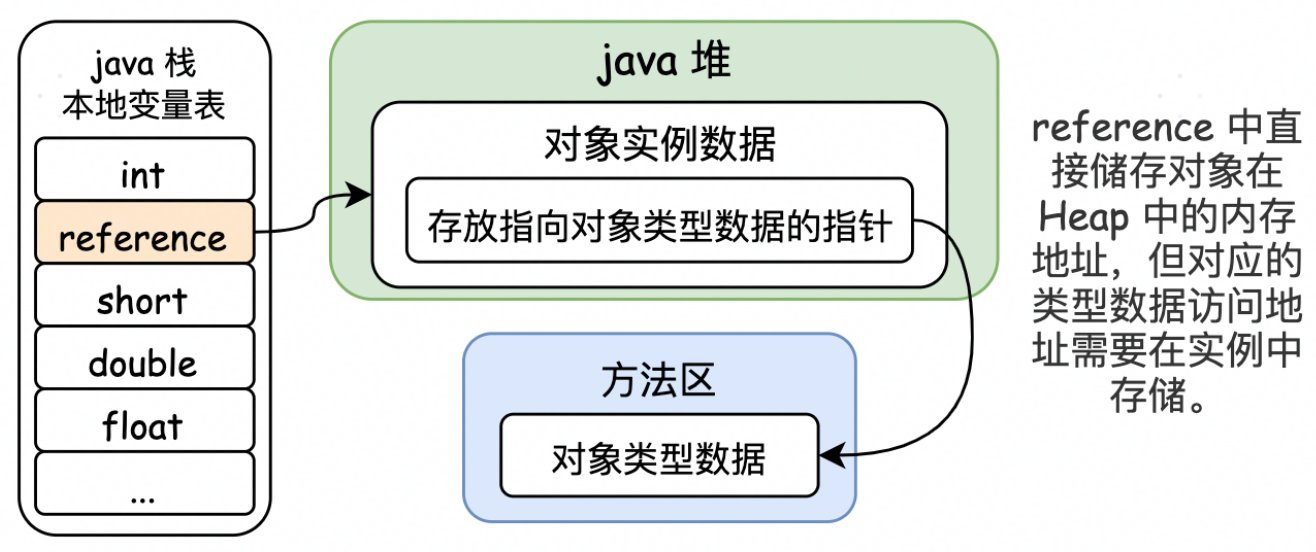 java 栈
本地变量表
int
reference
short
double
float
...
java 堆
对象实例数据
存放指向对象类型数据的指针
方法区
对象类型数据
reference 中直
接储存对象在
Heap 中的内存
地址，但对应的
类型数据访问地
址需要在实例中
存储。